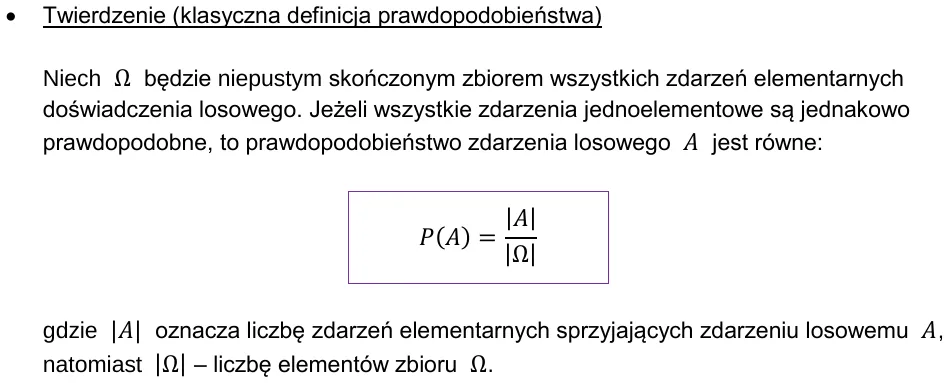 • Twierdzenie (klasyczna definicja prawdopodobieństwa)
Niech Ω będzie niepustym skończonym zbiorem wszystkich zdarzeń elementarnych
doświadczenia losowego. Jeżeli wszystkie zdarzenia jednoelementowe są jednakowo
prawdopodobne, to prawdopodobieństwo zdarzenia losowego A jest równe:
P(A) = |A| / |Ω|
gdzie |A| oznacza liczbę zdarzeń elementarnych sprzyjających zdarzeniu losowemu A,
natomiast |Ω| – liczbę elementów zbioru Ω.